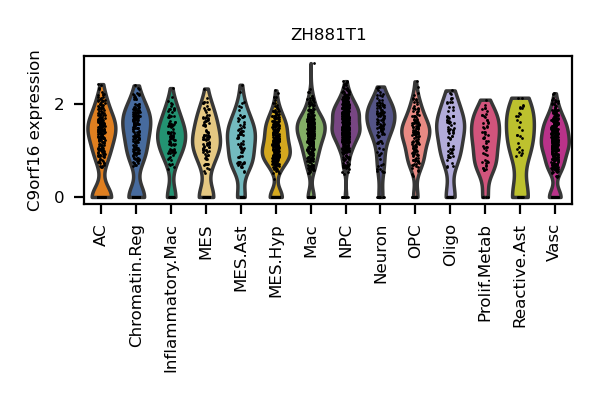 ZH881T1
C9orf16 expression
2
0
AC
Chromatin.Reg
Inflammatory.Mac
MES
MES.Ast
MES.Hyp
Mac
NPC
Neuron
OPC
Oligo
Prolif.Metab
Reactive.Ast
Vasc